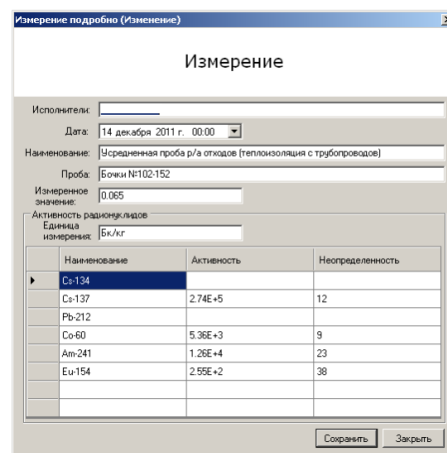 Измерение подробно (Изменение)
Измерение
Исполнители:
Дата: 14 декабря 2011 г. 00:00
Наименование: Усредненная проба р/а отходов (теплоизоляция с трубопроводов)
Проба: Бочки №102-152
Измеренное значение: 0.065
Активность радионуклидов
Единица измерения: Бк/кг
Наименование Активность Неопределенность
Cs-134
Cs-137 2.74E+5 12
Pb-212
Co-60 5.36E+3 9
Am-241 1.26E+4 23
Eu-154 2.55E+2 38
Сохранить Закрыть